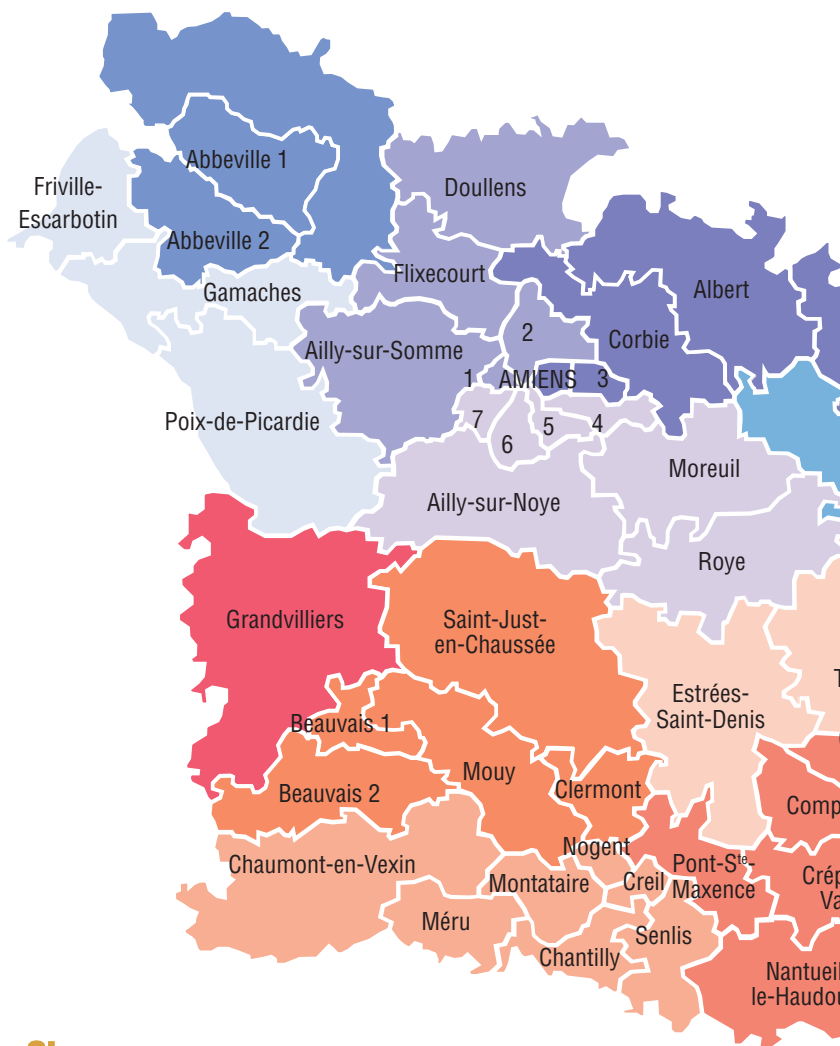 Abbeville 1
Friville-
Escarbotin
Doullens
Abbeville 2
Flixecourt
Gamaches
Albert
2
Corbie
Ailly-sur-Somme
1
AMIENS
3
Poix-de-Picardie
7
5
4
6
Moreuil
Ailly-sur-Noye
Roye
Grandvilliers
Saint-Just-
en-Chaussée
Estrées-
Saint-Denis
Beauvais 1
Mouy
Beauvais 2
Clermont
Nogent
Chaumont-en-Vexin
Montataire
Creil
Pont-Ste-
Maxence
Méru
Senlis
Chantilly